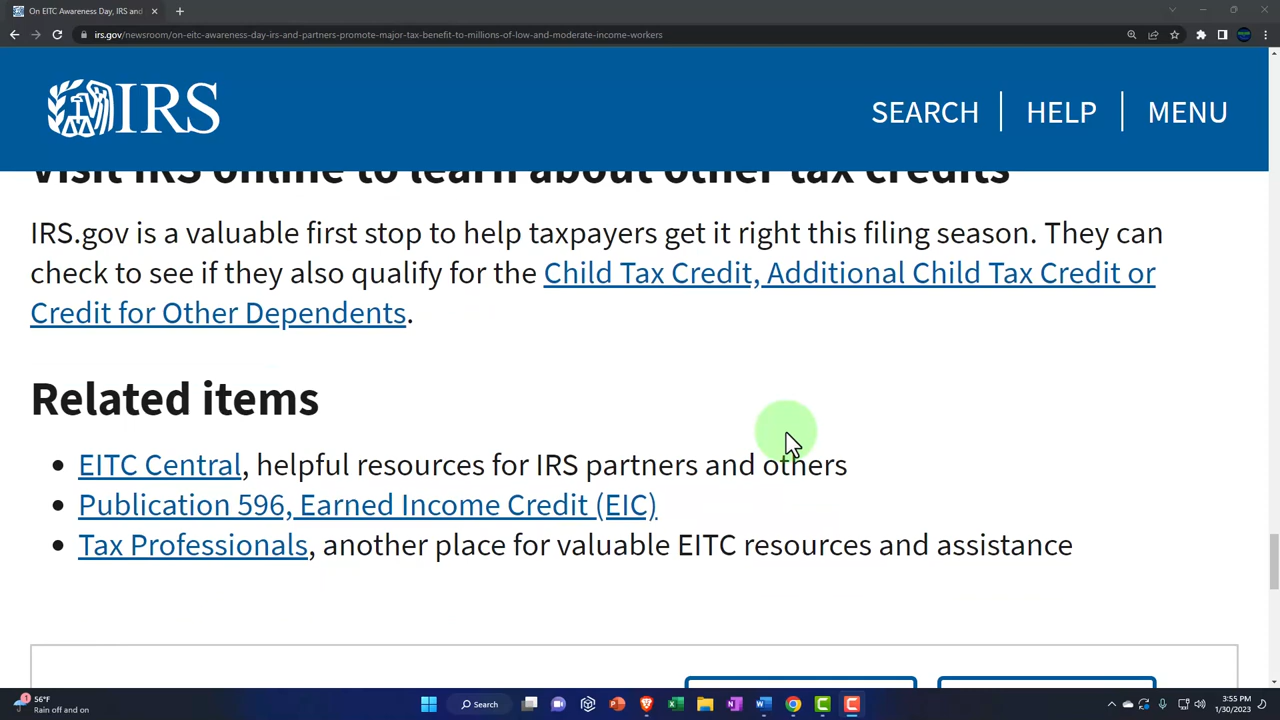 On EITC Awareness Day, IRS and
irs.gov/newsroom/on-eitc-awareness-day-irs-and-partners-promote-major-tax-benefit-to-millions-of-low-and-moderate-income-workers
IRS
SEARCH
HELP
MENU
Visit IRS online to learn about other tax credits
IRS.gov is a valuable first stop to help taxpayers get it right this filing season. They can
check to see if they also qualify for the Child Tax Credit, Additional Child Tax Credit or
Credit for Other Dependents.
Related items
EITC Central, helpful resources for IRS partners and others
Publication 596, Earned Income Credit (EIC)
Tax Professionals, another place for valuable EITC resources and assistance
1
56°F
Rain off and on
Search
3:55 PM
1/30/2023